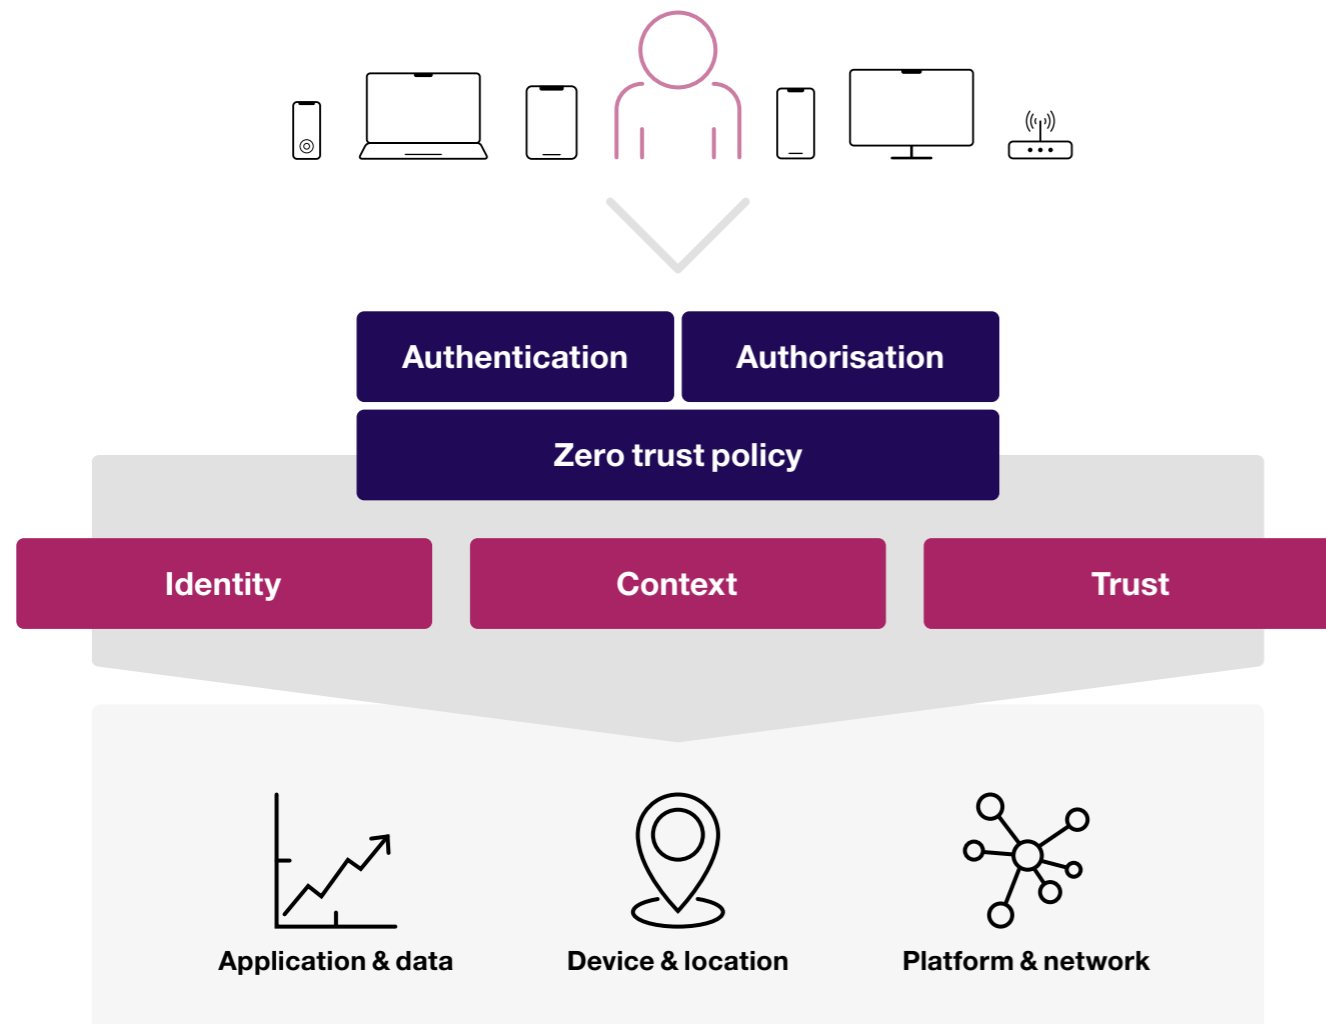 Authentication
Authorisation
Zero trust policy
Identity
Context
Trust
Application & data
Device & location
Platform & network